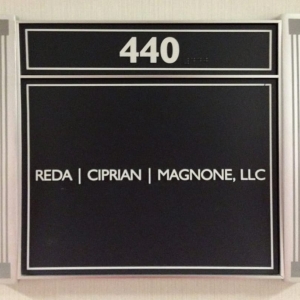 440
REDA | CIPRIAN | MAGNONE, LLC